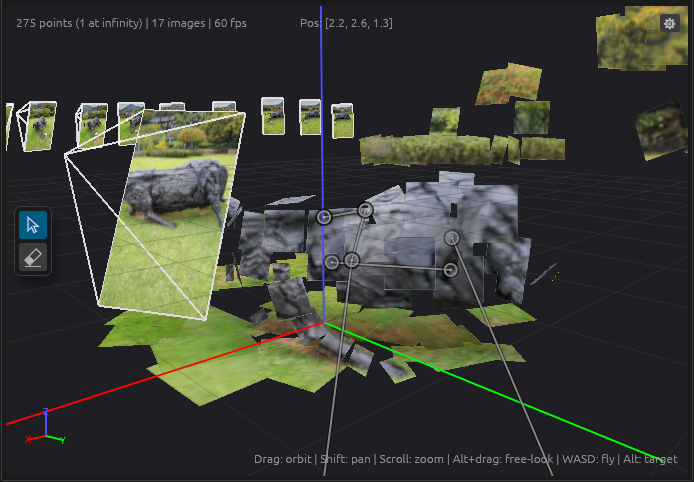 275 points (1 at infinity) | 17 images | 60 fps
Pos: [2.2, 2.6, 1.3]
Z
X
Y
Drag: orbit | Shift: pan | Scroll: zoom | Alt+drag: free-look | WASD: fly | Alt: target